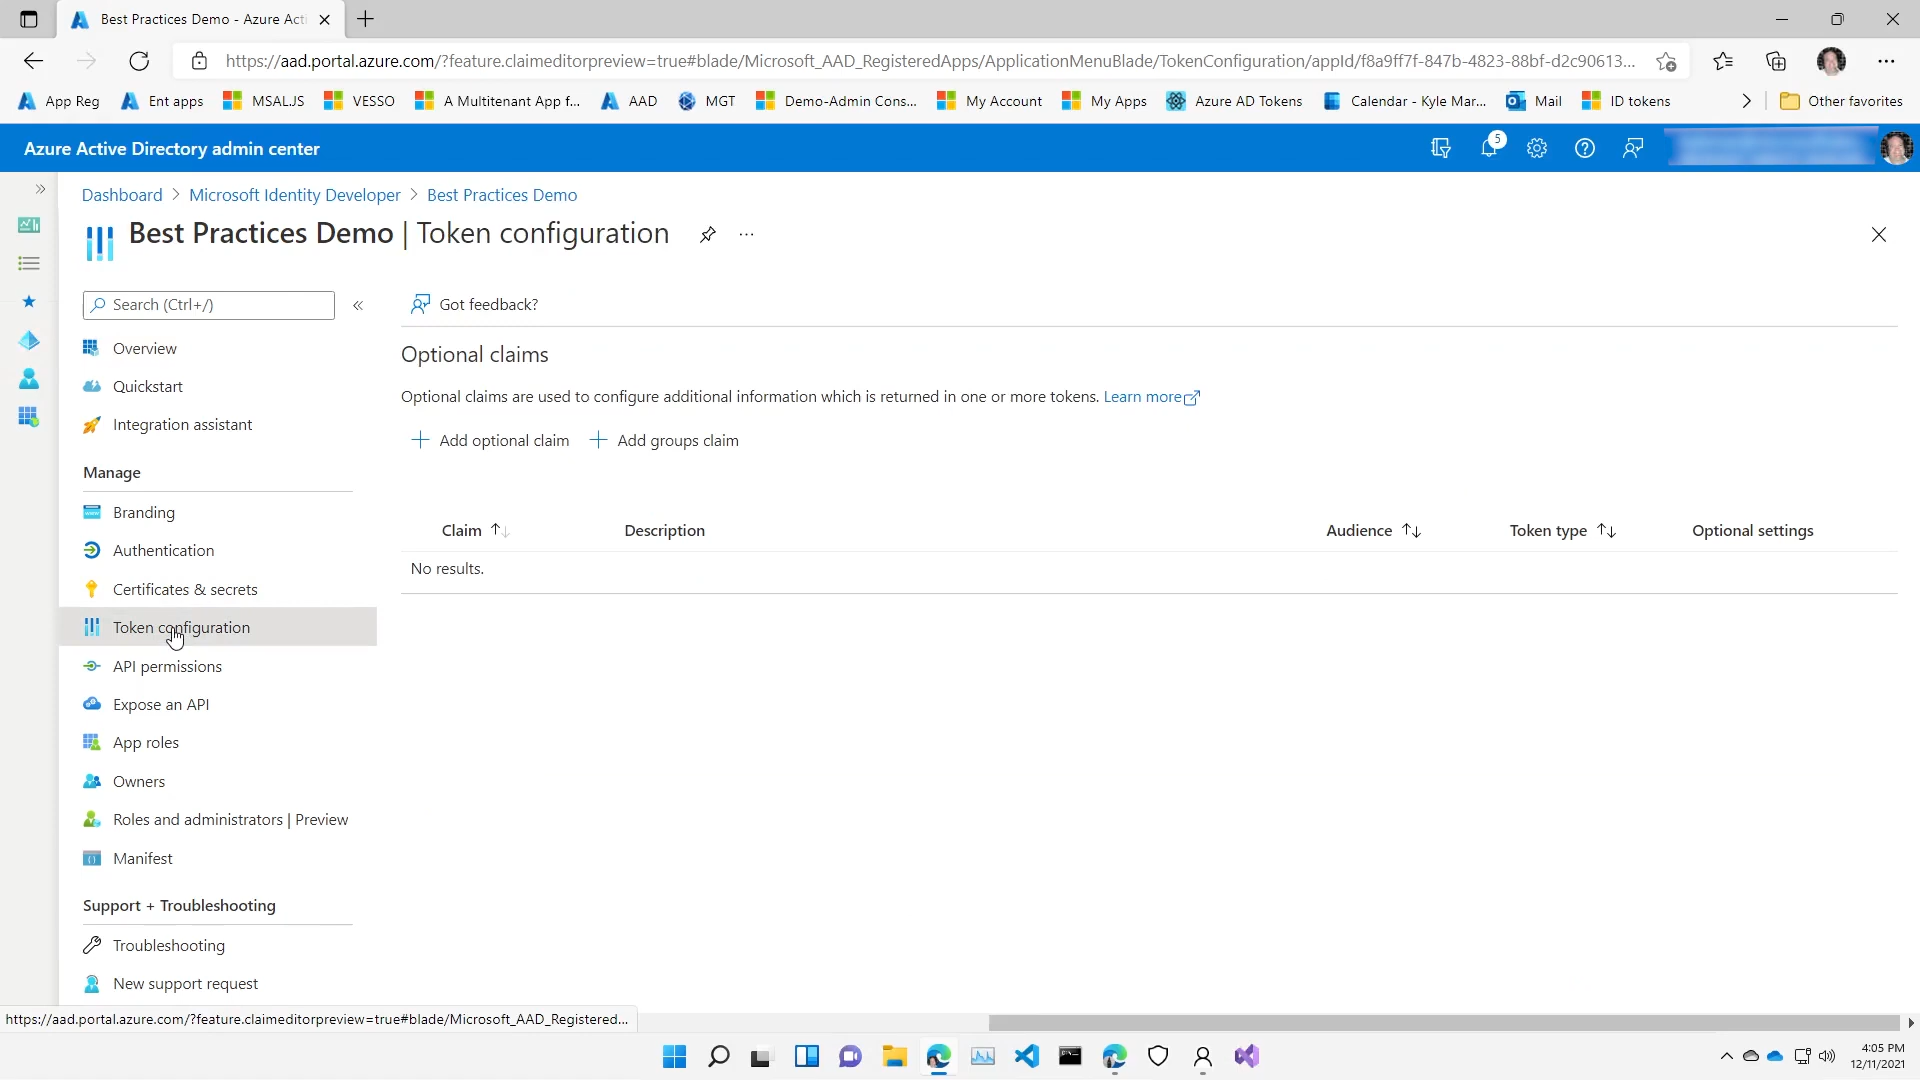 Best Practices Demo - Azure Acti
https://aad.portal.azure.com/?feature.claimeditorpreview=true#blade/Microsoft_AAD_RegisteredApps/ApplicationMenuBlade/TokenConfiguration/appId/f8a9ff7f-847b-4823-88bf-d2c90613...
App Reg
Ent apps
MSALJS
VESSO
A Multitenant App f...
AAD
MGT
Demo-Admin Cons...
My Account
My Apps
Azure AD Tokens
Calendar - Kyle Mar...
Mail
ID tokens
Other favorites
Azure Active Directory admin center
5
Dashboard > Microsoft Identity Developer > Best Practices Demo
Best Practices Demo | Token configuration
Search (Ctrl+/)
Overview
Quickstart
Integration assistant
Manage
Branding
Authentication
Certificates & secrets
Token configuration
API permissions
Expose an API
App roles
Owners
Roles and administrators | Preview
Manifest
Support + Troubleshooting
Troubleshooting
New support request
Got feedback?
Optional claims
Optional claims are used to configure additional information which is returned in one or more tokens. Learn more
Add optional claim
Add groups claim
Claim
Description
Audience
Token type
Optional settings
No results.
https://aad.portal.azure.com/?feature.claimeditorpreview=true#blade/Microsoft_AAD_Registered...
4:05 PM
12/11/2021